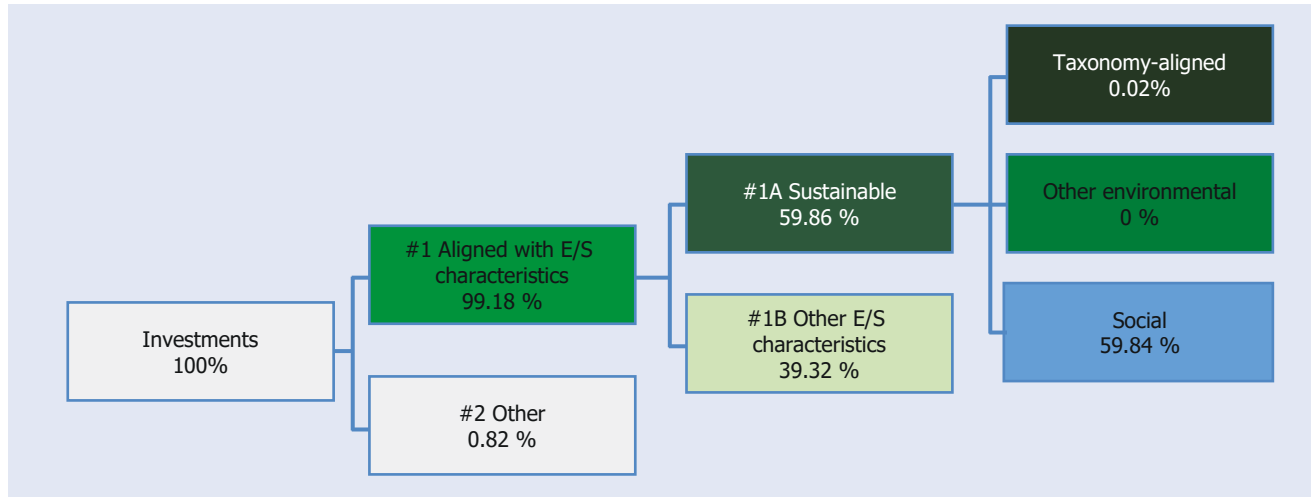 Investments
100%
#1 Aligned with E/S
characteristics
99.18 %
#2 Other
0.82 %
#1A Sustainable
59.86 %
#1B Other E/S
characteristics
39.32 %
Taxonomy-aligned
0.02%
Other environmental
0 %
Social
59.84 %